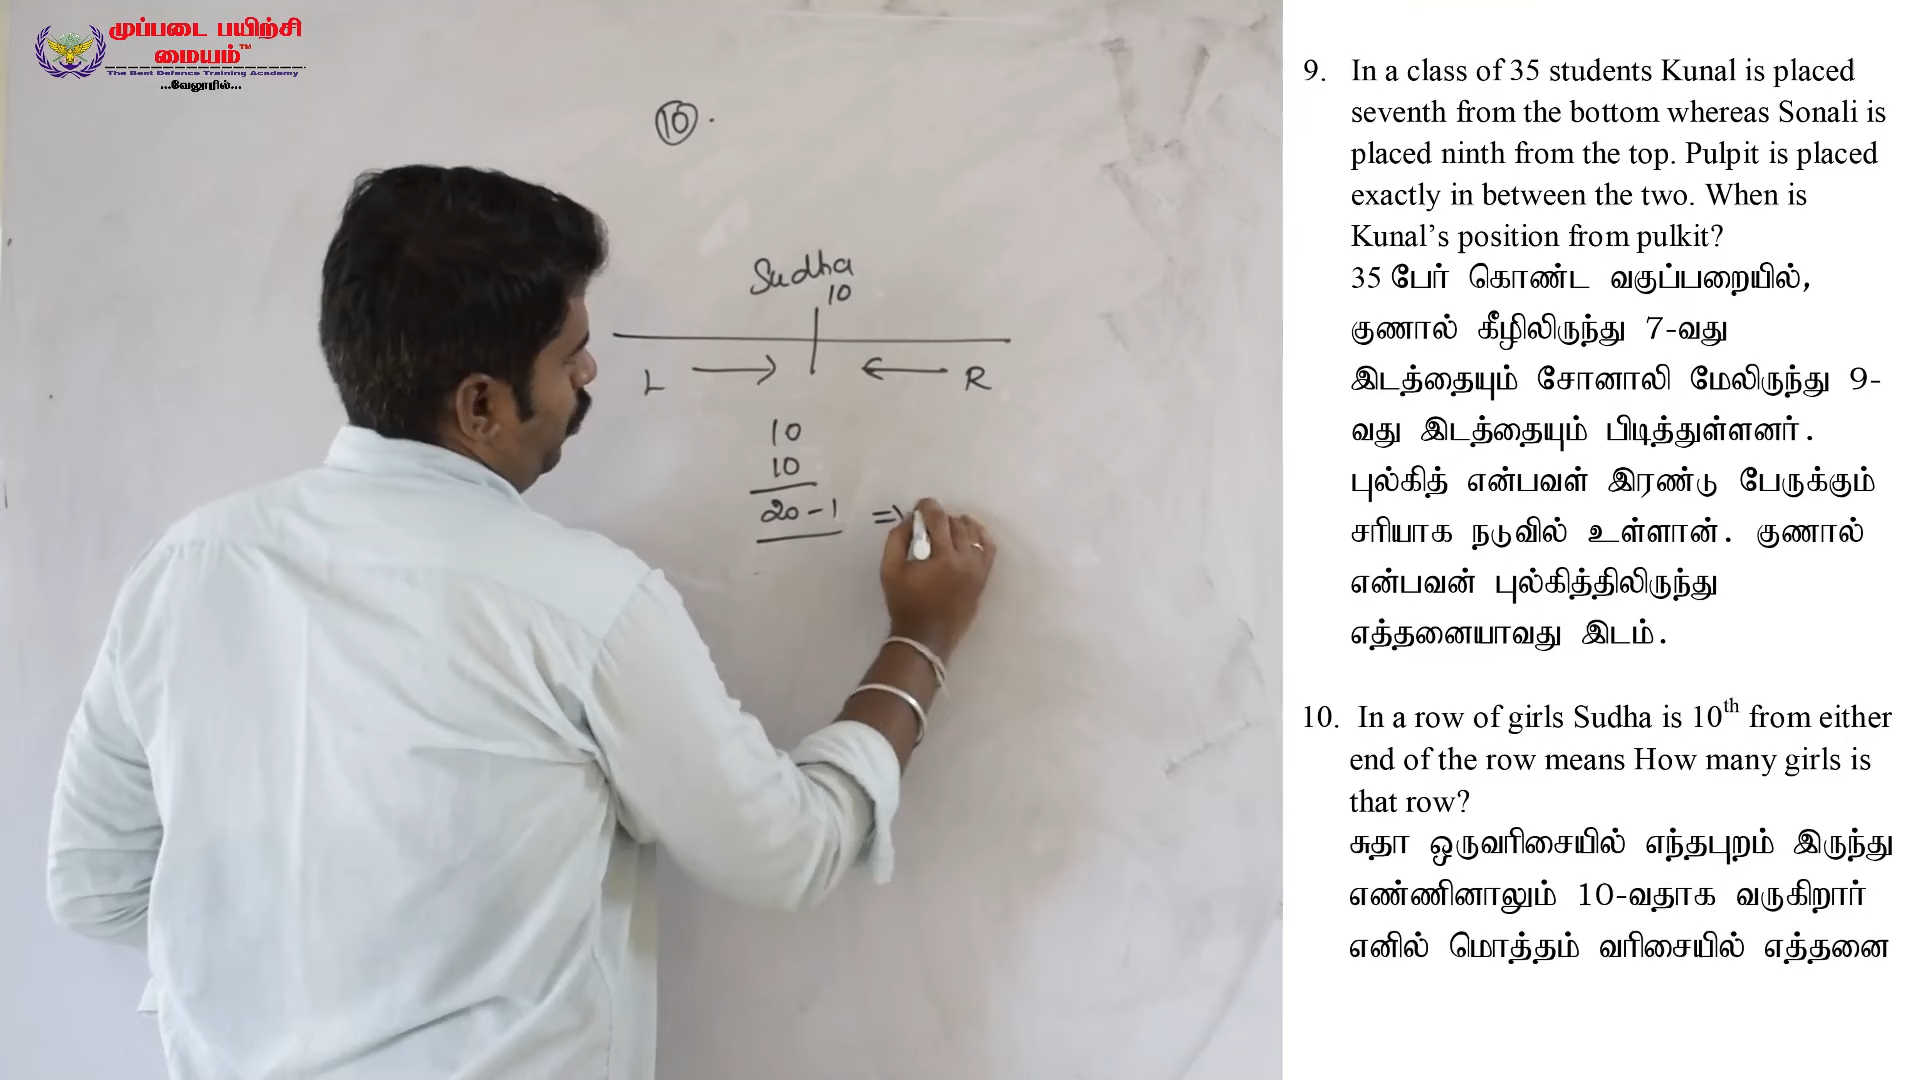 முப்படை பயிற்சி
மையம்™
The Best Defence Training Academy
...வேலூரில்...
10.
Sudha
10
L
R
10
10
20-1 =>
9. In a class of 35 students Kunal is placed
seventh from the bottom whereas Sonali is
placed ninth from the top. Pulpit is placed
exactly in between the two. When is
Kunal’s position from pulkit?
35 பேர் கொண்ட வகுப்பறையில்,
குணால் கீழிலிருந்து 7-வது
இடத்தையும் சோனாலி மேலிருந்து 9-
வது இடத்தையும் பிடித்துள்ளனர்.
புல்கித் என்பவள் இரண்டு பேருக்கும்
சரியாக நடுவில் உள்ளான். குணால்
என்பவன் புல்கித்திலிருந்து
எத்தனையாவது இடம்.
10. In a row of girls Sudha is 10th from either
end of the row means How many girls is
that row?
சுதா ஒருவரிசையில் எந்தபுறம் இருந்து
எண்ணினாலும் 10-வதாக வருகிறார்
எனில் மொத்தம் வரிசையில் எத்தனை